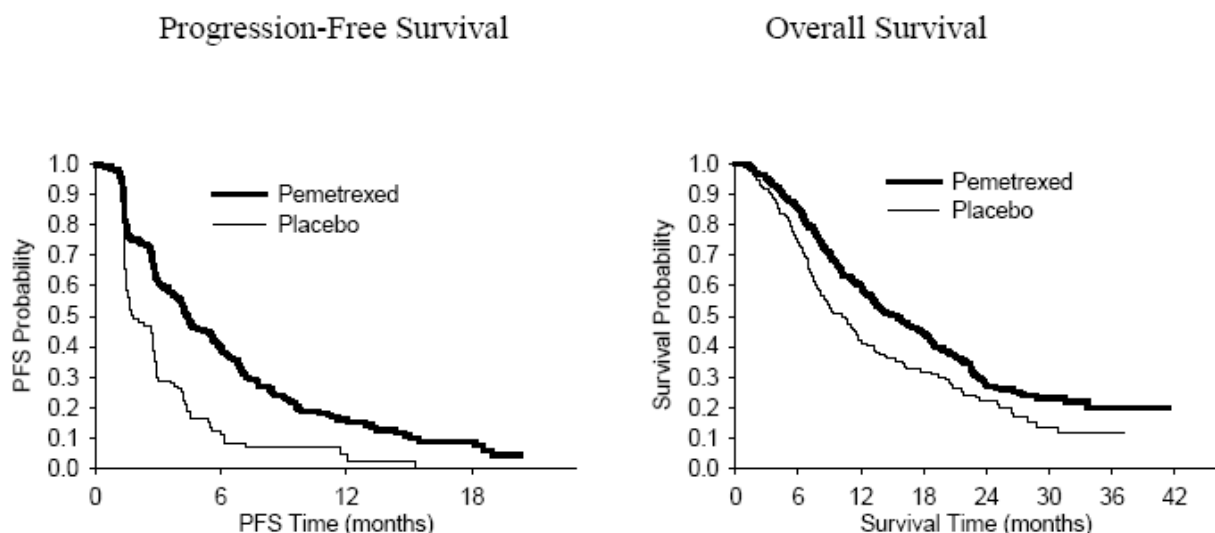 Progression-Free Survival
Overall Survival
1.0
0.9
0.8
0.7
0.6
0.5
0.4
0.3
0.2
0.1
0.0
PFS Probability
Pemetrexed
Placebo
0 6 12 18
PFS Time (months)
1.0
0.9
0.8
0.7
0.6
0.5
0.4
0.3
0.2
0.1
0.0
Survival Probability
Pemetrexed
Placebo
0 6 12 18 24 30 36 42
Survival Time (months)